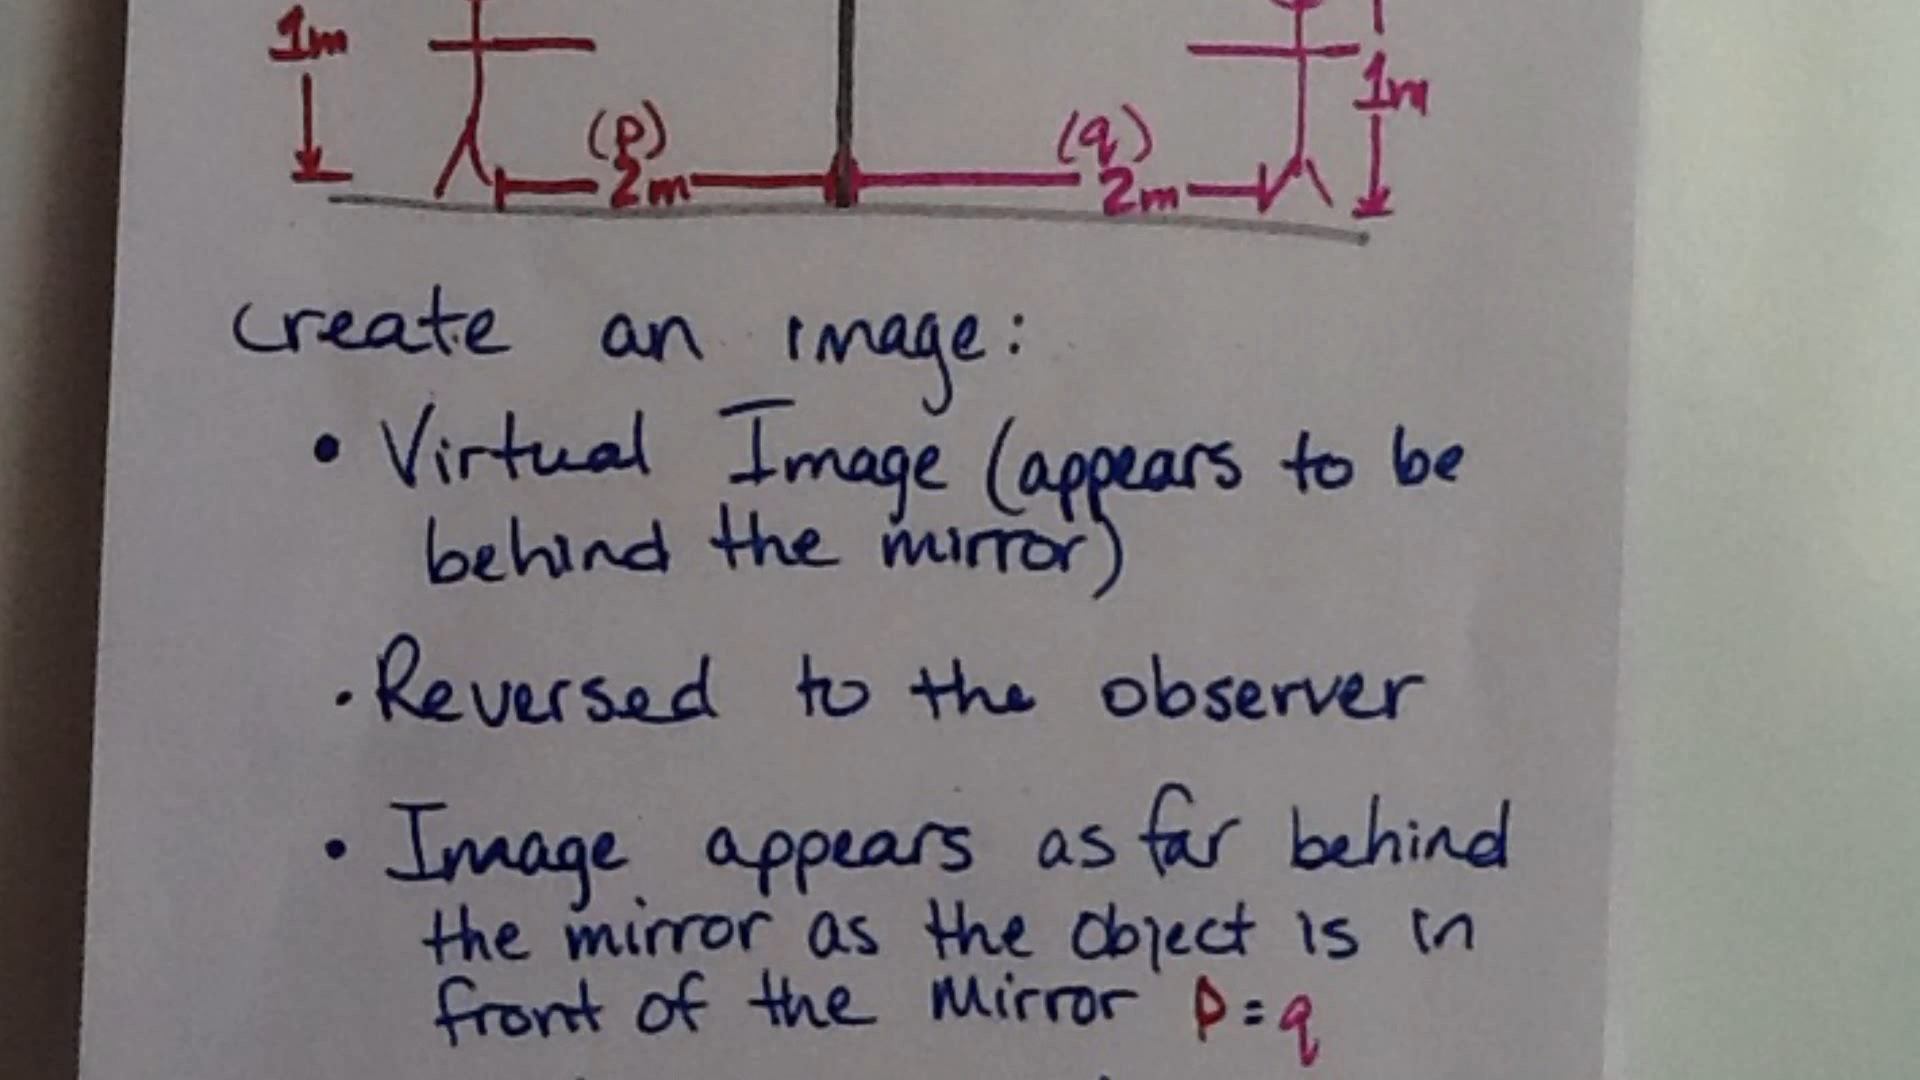 1m
1m
(p)
(q)
2m
2m
create an image:
• Virtual Image (appears to be
behind the mirror)
• Reversed to the observer
• Image appears as far behind
the mirror as the object is in
front of the Mirror p = q